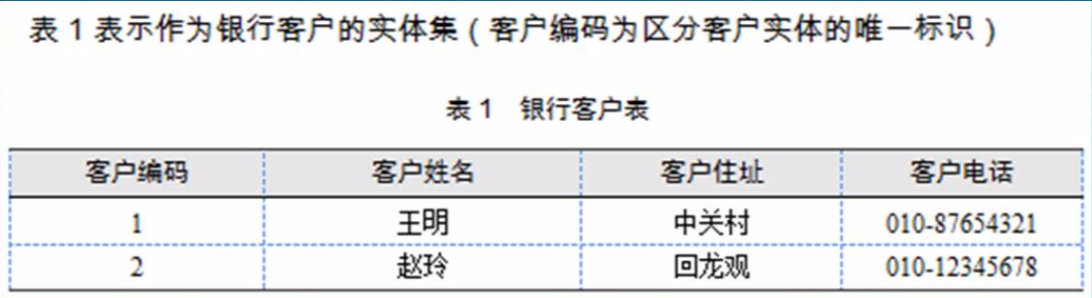 表 1 表示作为银行客户的实体集（客户编码为区分客户实体的唯一标识）
表 1 银行客户表
客户编码 客户姓名 客户住址 客户电话
1 王明 中关村 010-87654321
2 赵玲 回龙观 010-12345678